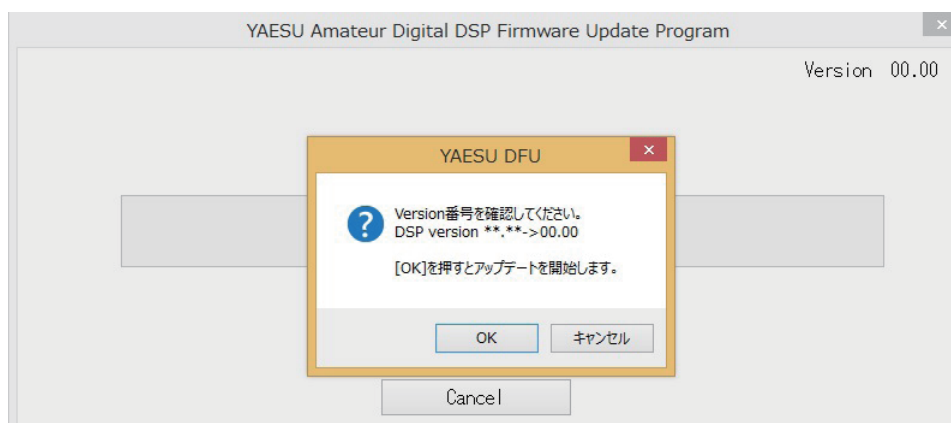 YAESU Amateur Digital DSP Firmware Update Program
Version 00.00
YAESU DFU
Version番号を確認してください。
DSP version **.**->00.00
[OK]を押すとアップデートを開始します。
OK
キャンセル
Cancel